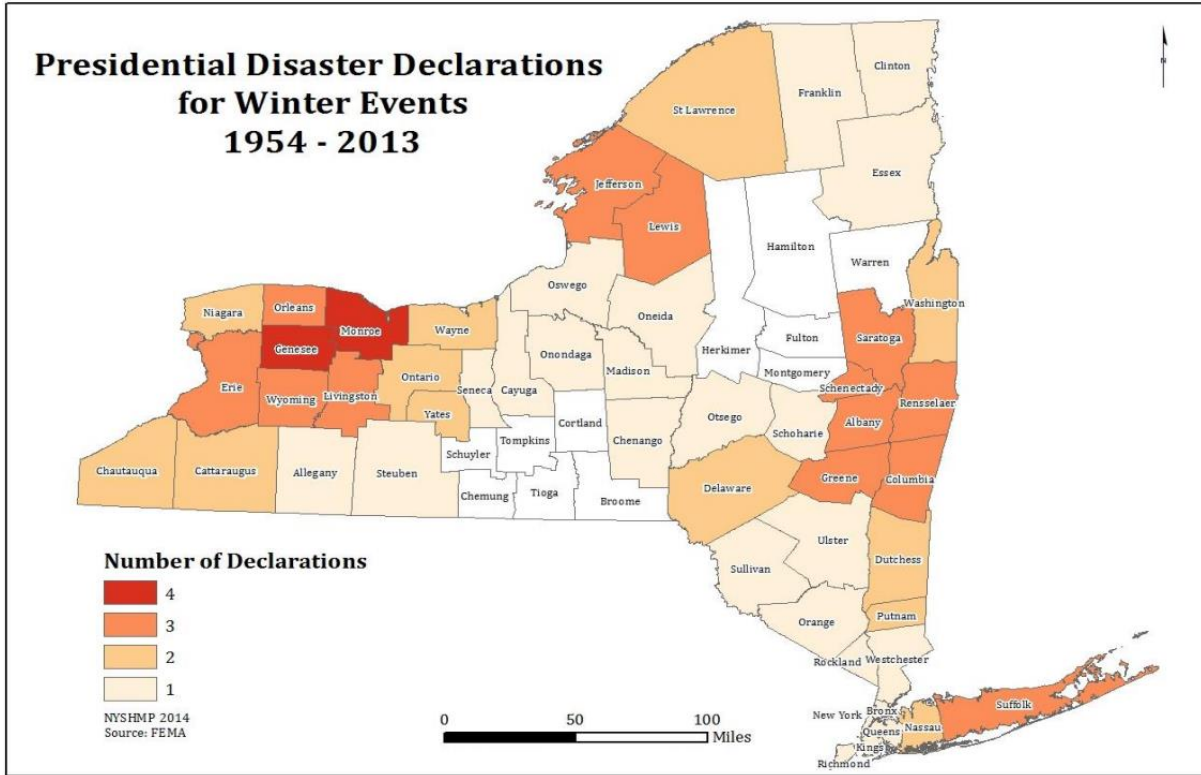 Presidential Disaster Declarations
for Winter Events
1954 - 2013
N
Clinton
Franklin
St Lawrence
Essex
Jefferson
Lewis
Hamilton
Warren
Oswego
Washington
Orleans
Niagara
Monroe
Wayne
Oneida
Fulton
Saratoga
Genesee
Herkimer
Onondaga
Madison
Montgomery
Ontario
Erie
Seneca
Cayuga
Schenectady
Wyoming
Livingston
Rensselaer
Yates
Otsego
Albany
Cortland
Schoharie
Tompkins
Chenango
Schuyler
Chautauqua
Cattaraugus
Allegany
Steuben
Greene
Columbia
Delaware
Chemung
Tioga
Broome
Ulster
Dutchess
Sullivan
Putnam
Orange
Rockland
Westchester
Suffolk
New York
Bronx
Nassau
Queens
Kings
Richmond
Number of Declarations
4
3
2
1
NYSHMP 2014
Source: FEMA
0 50 100
Miles